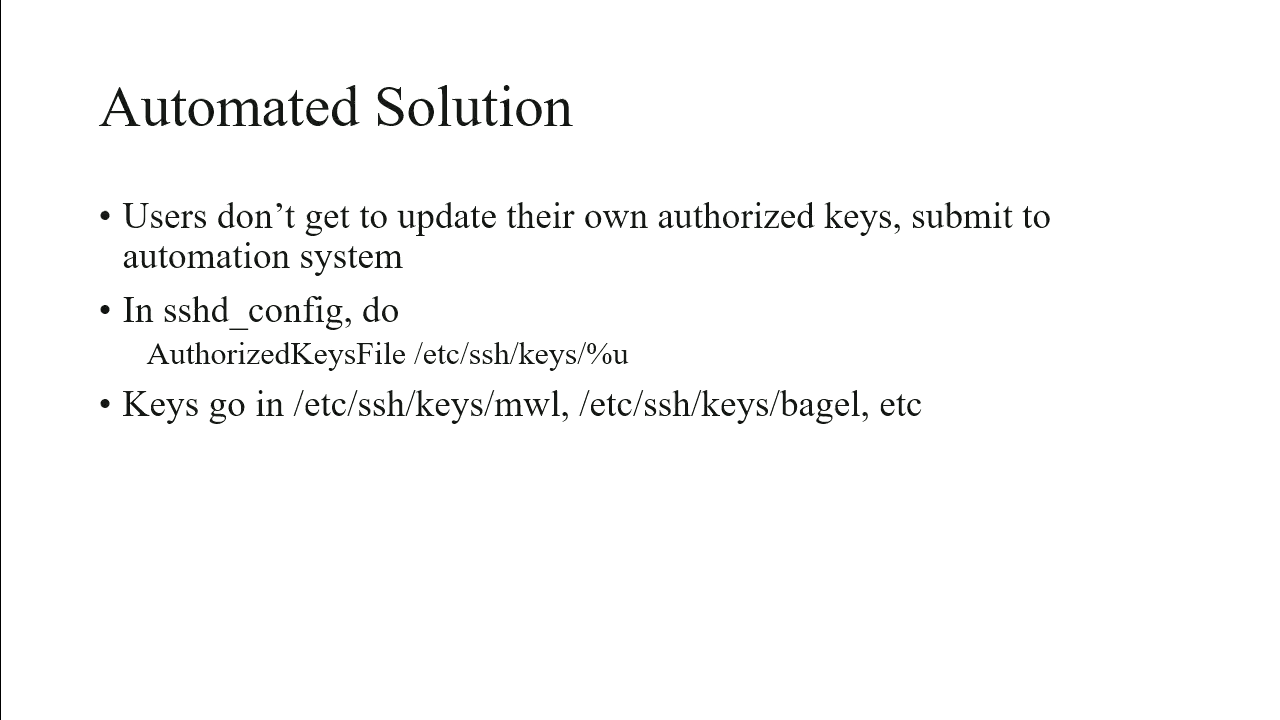 Automated Solution
• Users don’t get to update their own authorized keys, submit to
automation system
• In sshd_config, do
AuthorizedKeysFile /etc/ssh/keys/%u
• Keys go in /etc/ssh/keys/mwl, /etc/ssh/keys/bagel, etc